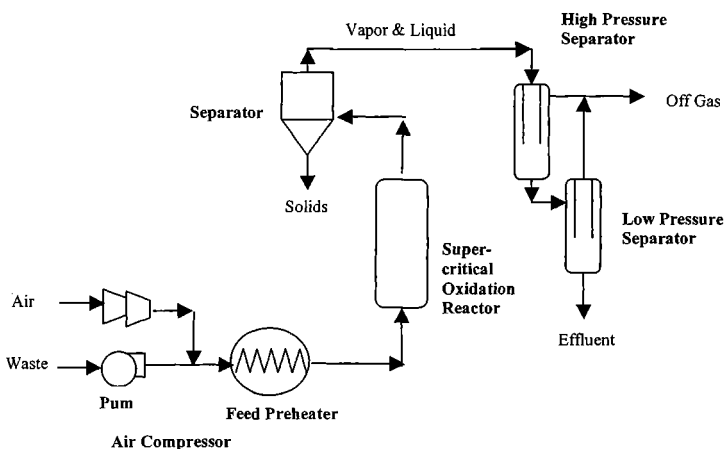 Vapor & Liquid
High Pressure
Separator
Separator
Off Gas
Solids
Low Pressure
Separator
Super-
critical
Oxidation
Reactor
Air
Effluent
Waste
Pum
Feed Preheater
Air Compressor